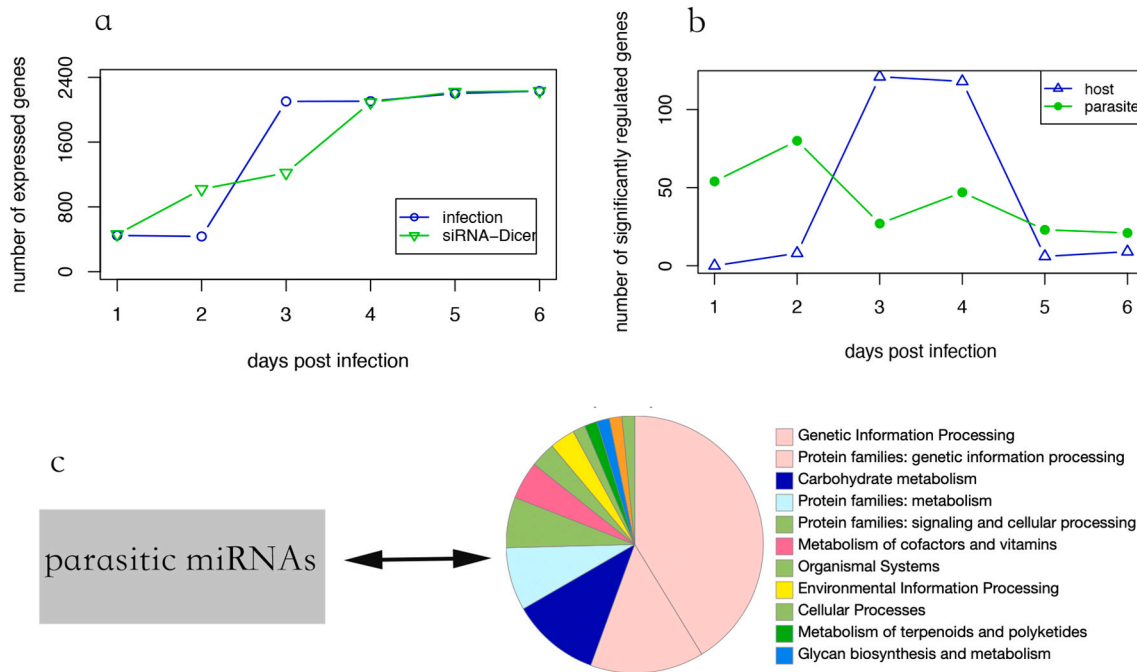 a
number of expressed genes
2400
1600
800
0
infection
siRNA-Dicer
1 2 3 4 5 6
days post infection
b
number of significantly regulated genes
100
50
0
host
parasite
1 2 3 4 5 6
days post infection
c
parasitic miRNAs
Genetic Information Processing
Protein families: genetic information processing
Carbohydrate metabolism
Protein families: metabolism
Protein families: signaling and cellular processing
Metabolism of cofactors and vitamins
Organismal Systems
Environmental Information Processing
Cellular Processes
Metabolism of terpenoids and polyketides
Glycan biosynthesis and metabolism